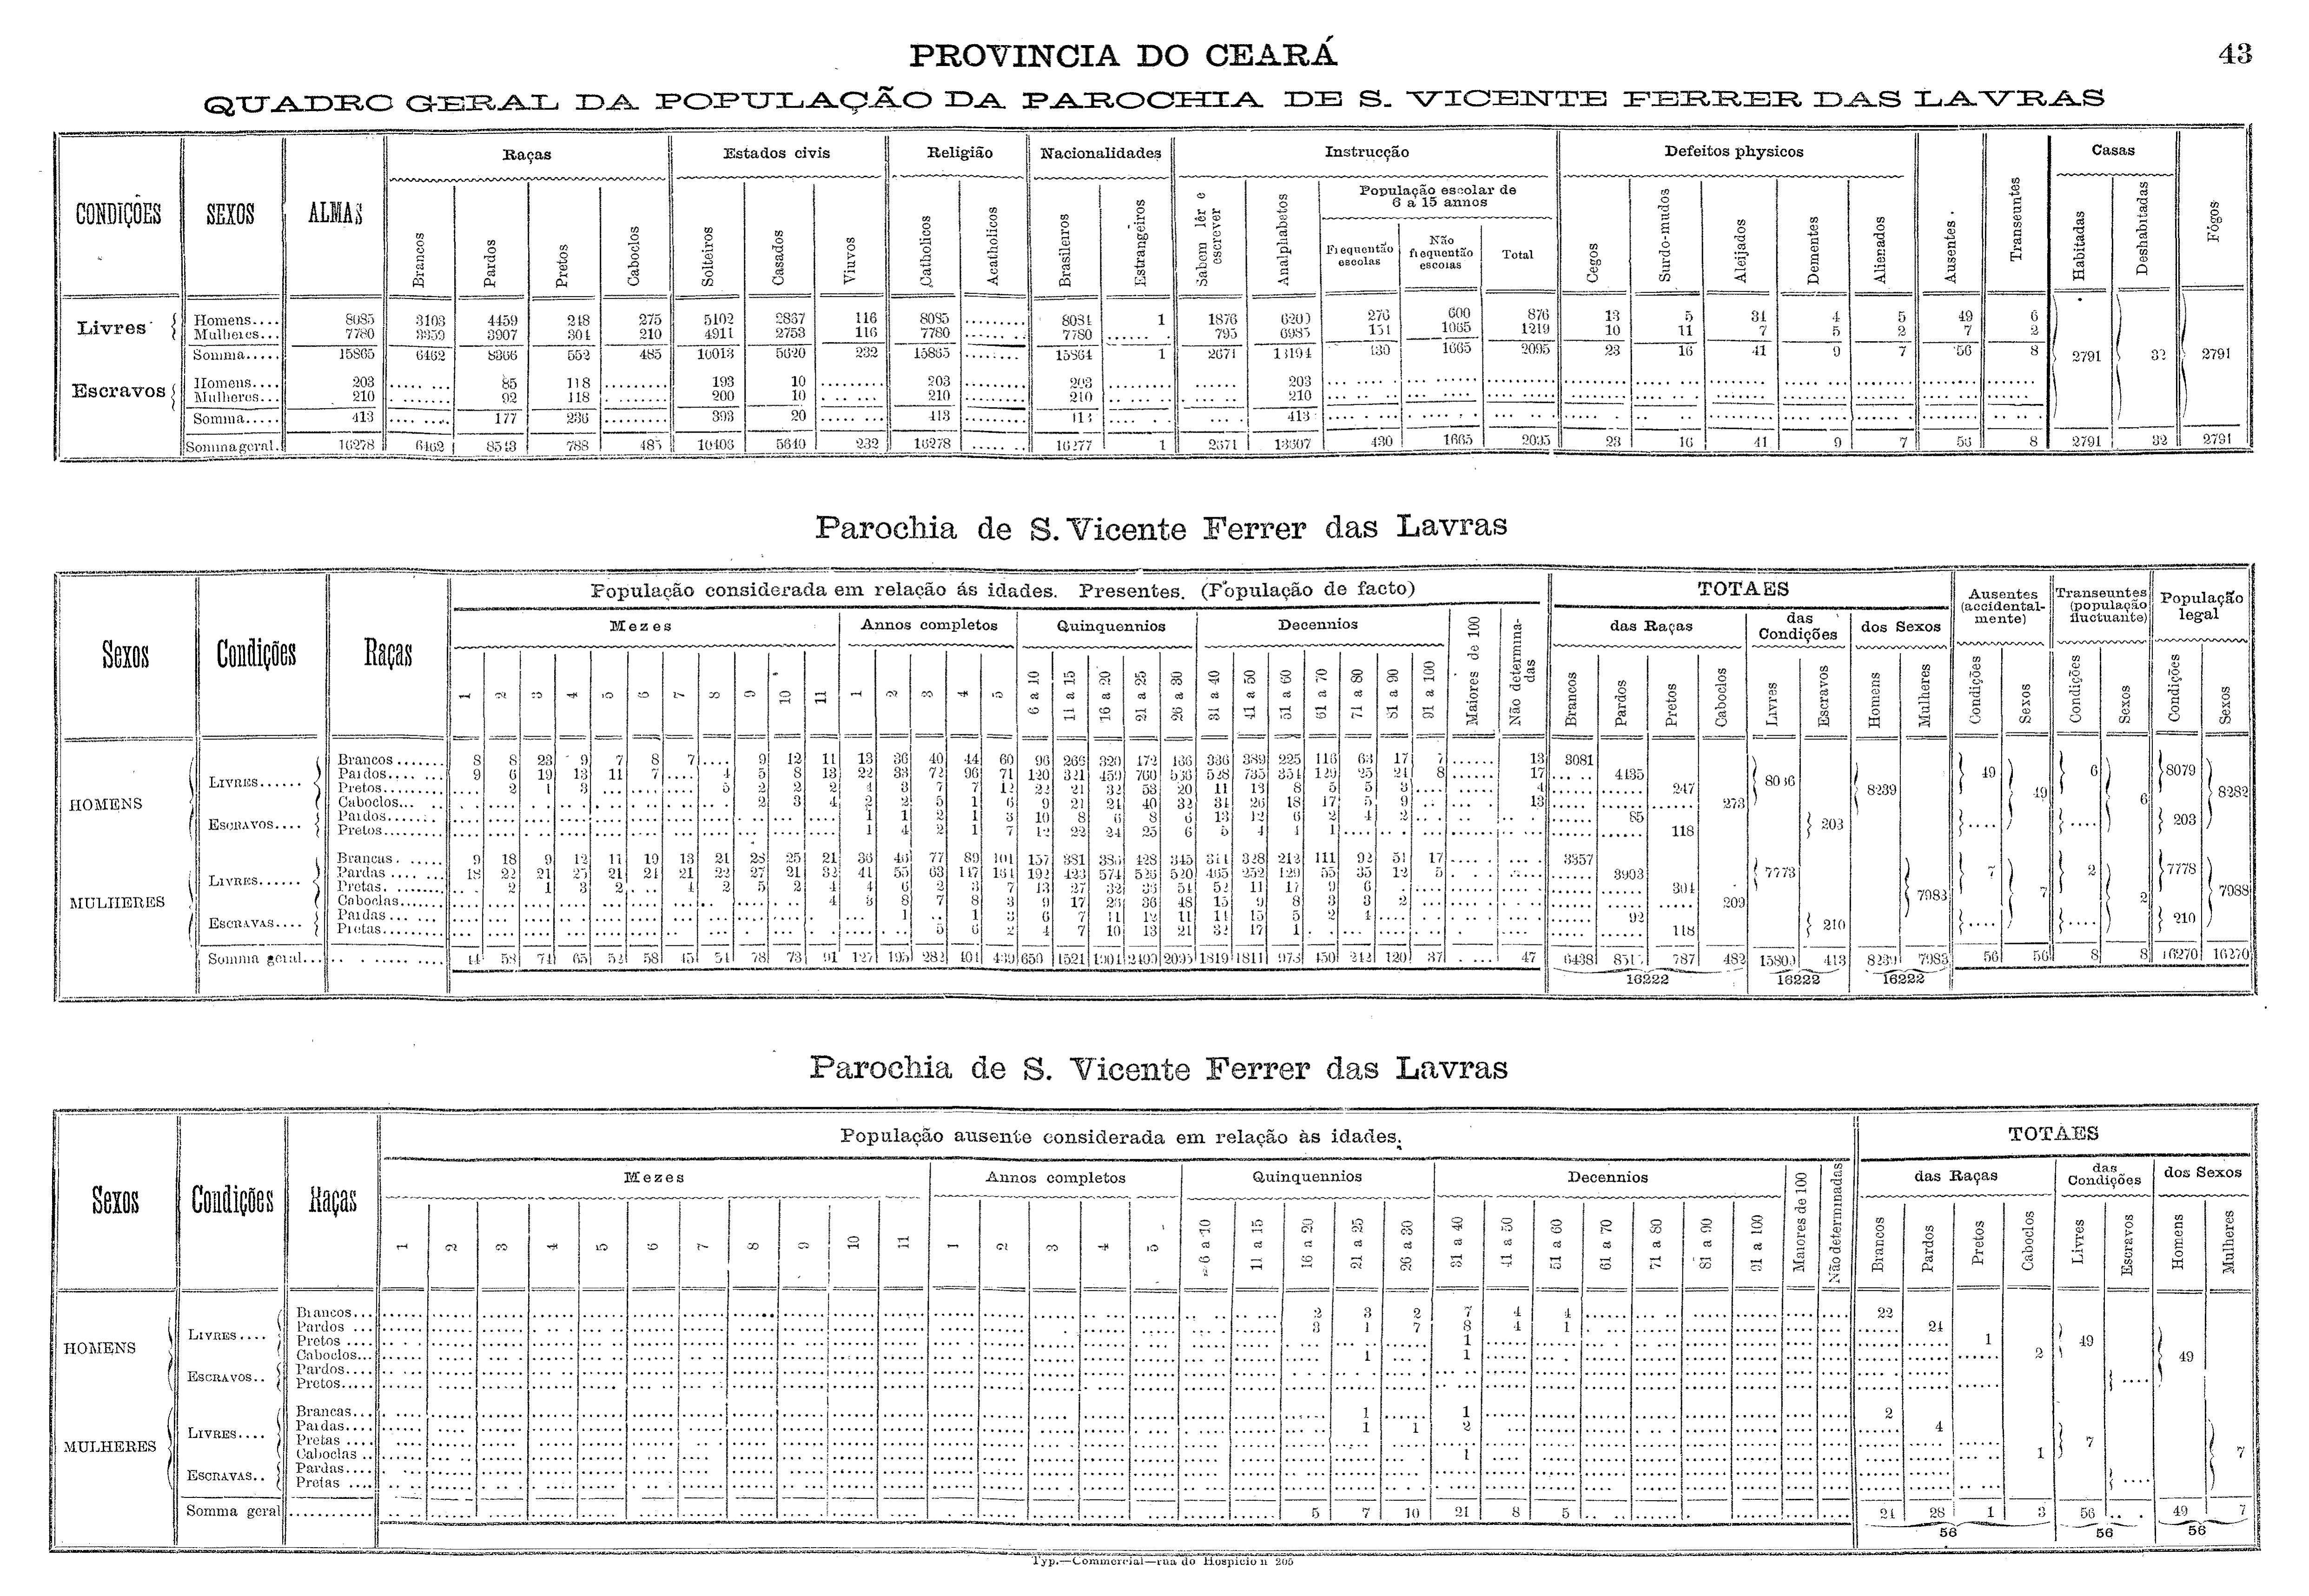 PROVINCIA DO CEARÁ
43
QUADRO GERAL DA POPULAÇÃO DA PAROCHIA DE S. VICENTE FERRER DAS LAVRAS
CONDIÇÕES SEXOS ALMAS Raças Estados civis Religião Nacionalidades Instrucção Defeitos physicos Ausentes Transeuntes Casas Fógos
População escolar de 6 a 15 annos
Brancos Pardos Pretos Caboclos Solteiros Casados Viuvos Catholicos Acatholicos Brasileiros Estrangeiros Sabem lêr e escrever Analphabetos Frequentão escolas Não frequentão escolas Total Cegos Surdo-mudos Aleijados Dementes Alienados Habitadas Deshabitadas
Livres Homens.... 8085 3103 4459 248 275 5102 2867 116 8085 8084 1 1876 6209 276 600 876 13 5 34 4 5 49 6
Mulheres... 7780 3359 3907 304 210 4911 2753 116 7780 7780 795 6985 154 1065 1219 10 11 7 5 2 7 2
Somma..... 15865 6462 8366 552 485 10013 5620 232 15865 15864 1 2671 13194 430 1665 2095 23 16 41 9 7 56 8 2791 32 2791
Escravos Homens.... 203 85 118 193 10 203 203 203
Mulheres... 210 92 118 200 10 210 210 210
Somma..... 413 177 236 393 20 413 413 413
Somma geral. 16278 6462 8543 788 485 10406 5640 232 16278 16277 1 2671 13607 430 1665 2095 23 16 41 9 7 56 8 2791 32 2791
Parochia de S. Vicente Ferrer das Lavras
Sexos Condições Raças População considerada em relação ás idades. Presentes. (População de facto) TOTAES Ausentes (accidentalmente) Transeuntes (população fluctuante) População legal
Mezes Annos completos Quinquennios Decennios Maiores de 100 Não determinadas das Raças das Condições dos Sexos
1 2 3 4 5 6 7 8 9 10 11 1 2 3 4 5 6 a 10 11 a 15 16 a 20 21 a 25 26 a 30 31 a 40 41 a 50 51 a 60 61 a 70 71 a 80 81 a 90 91 a 100 Brancos Pardos Pretos Caboclos Livres Escravos Homens Mulheres Condições Sexos Condições Sexos Condições Sexos
HOMENS LIVRES...... Brancos ....... 8 8 23 9 7 8 7 .... 9 12 11 13 36 40 44 60 96 266 320 472 466 336 389 225 116 63 17 7 13 3081
Pardos.... 9 6 19 13 11 7 .... 4 5 8 13 22 33 72 96 71 120 321 459 760 536 528 735 354 129 25 24 8 17 4435
Pretos........ 2 1 3 5 2 2 2 4 3 7 7 12 22 21 32 53 20 11 13 8 5 5 3 4 247
Caboclos... 2 3 4 2 2 5 1 6 9 21 24 40 32 34 26 18 17 5 9 13 273
8036 8239 49 49 6 6 8079 8282
ESCRAVOS.... Pardos....... 1 1 2 1 3 10 8 6 8 6 13 12 6 2 4 2 85
Pretos......... 1 4 2 1 7 12 22 24 25 6 5 4 4 1 118
203 203
MULHERES LIVRES...... Brancas. ..... 9 18 9 12 11 19 13 21 28 25 21 36 46 77 89 101 157 381 385 428 345 344 328 212 111 92 51 17 3357
Pardas .... 18 22 21 25 21 24 21 22 27 21 32 41 55 63 147 164 192 423 574 526 520 465 252 129 55 35 12 5 3903
Pretas. ........ 2 1 3 2 4 2 5 2 4 4 6 2 3 7 13 27 32 36 54 52 11 17 9 6 304
Caboclas....... 4 3 8 7 8 3 9 17 26 36 48 15 9 8 3 3 2 209
7773 7983 7 7 2 2 7778 7988
ESCRAVAS.... Pardas... 1 .. 1 3 6 7 11 12 11 14 15 5 2 4 92
Pretas......... 5 6 2 4 7 10 13 21 32 17 1 118
210 210
Somma geral... 44 58 74 65 52 58 45 54 78 73 91 127 195 282 401 439 650 1521 1904 2409 2095 1819 1811 973 450 242 120 37 47 6438 8515 787 482 15809 413 8239 7983 56 56 8 8 16270 16270
16222 16222 16222
Parochia de S. Vicente Ferrer das Lavras
Sexos Condições Raças População ausente considerada em relação às idades. TOTAES
Mezes Annos completos Quinquennios Decennios Maiores de 100 Não determinadas das Raças das Condições dos Sexos
1 2 3 4 5 6 7 8 9 10 11 1 2 3 4 5 6 a 10 11 a 15 16 a 20 21 a 25 26 a 30 31 a 40 41 a 50 51 a 60 61 a 70 71 a 80 81 a 90 91 a 100 Brancos Pardos Pretos Caboclos Livres Escravos Homens Mulheres
HOMENS LIVRES.... Brancos... 2 3 2 7 4 4 22
Pardos ... 3 1 7 8 4 1 24
Pretos .... 1 1
Caboclos... 1 1 2
49 49
ESCRAVOS.. Pardos....
Pretos.....
MULHERES LIVRES.... Brancas... 1 1 2
Pardas.... 1 1 2 4
Pretas ....
Caboclas .. 1 1
7 7
ESCRAVAS.. Pardas....
Pretas ....
Somma geral 5 7 10 21 8 5 24 28 1 3 56 49 7
56 56 56
Typ.—Commercial—rua do Hospicio n 205